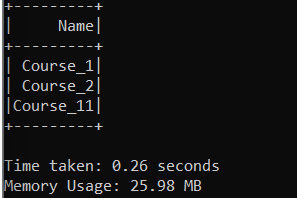 +---------+
|     Name|
+---------+
| Course_1|
| Course_2|
|Course_11|
+---------+
Time taken: 0.26 seconds
Memory Usage: 25.98 MB